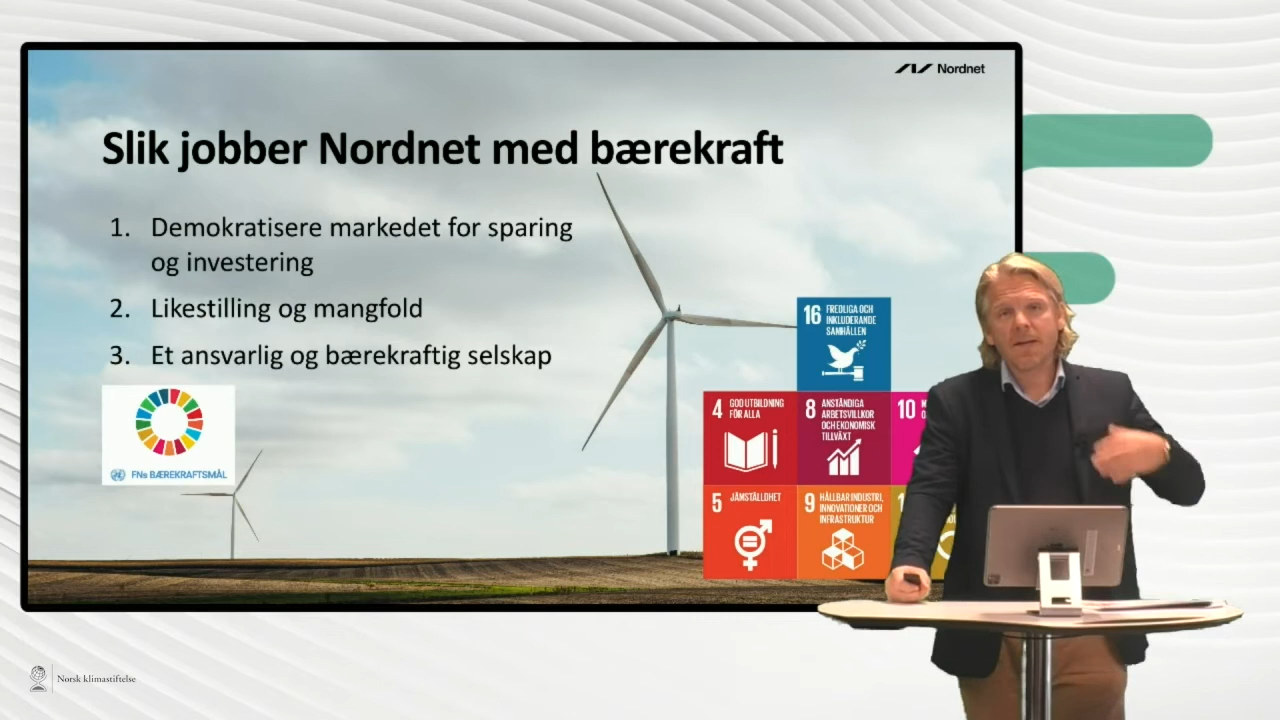 Nordnet
Slik jobber Nordnet med bærekraft
1. Demokratisere markedet for sparing
og investering
2. Likestilling og mangfold
3. Et ansvarlig og bærekraftig selskap
FNs BÆREKRAFTSMÅL
16 FREDLIGA OCH
INKLUDERANDE
SAMHÄLLEN
4 GOD UTBILDNING
FÖR ALLA
8 ANSTÄNDIGA
ARBETSVILLKOR
OCH EKONOMISK
TILLVÄXT
10
5 JÄMSTÄLLDHET
9 HÅLLBAR INDUSTRI,
INNOVATIONER OCH
INFRASTRUKTUR
Norsk klimastiftelse